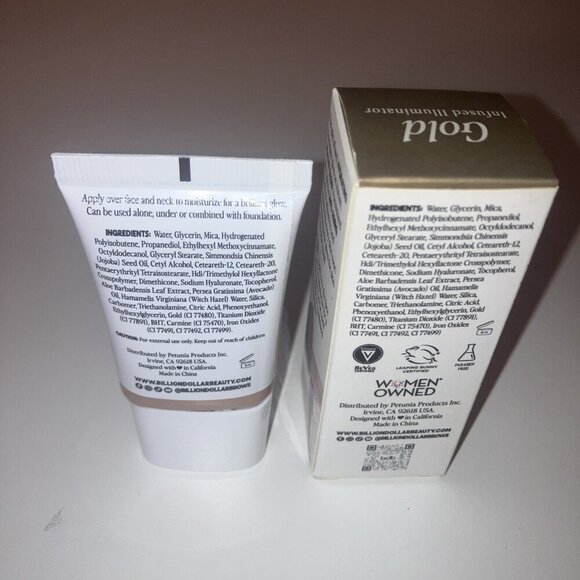 Apply over face and neck to moisturize for a brilliant glow.
Can be used alone, under or combined with foundation.
INGREDIENTS: Water, Glycerin, Mica, Hydrogenated
Polyisobutene, Propanediol, Ethylhexyl Methoxycinnamate,
Octyldodecanol, Glyceryl Stearate, Simmondsia Chinensis
(Jojoba) Seed Oil, Cetyl Alcohol, Ceteareth-12, Ceteareth-20,
Pentaerythrityl Tetraisostearate, Hdi/Trimethylol Hexyllactone
Crosspolymer, Dimethicone, Sodium Hyaluronate, Tocopherol,
Aloe Barbadensis Leaf Extract, Persea Gratissima (Avocado)
Oil, Hamamelis Virginiana (Witch Hazel) Water, Silica,
Carbomer, Triethanolamine, Citric Acid, Phenoxyethanol,
Ethylhexylglycerin, Gold (CI 77480), Titanium Dioxide
(CI 77891), BHT, Carmine (CI 75470), Iron Oxides
(CI 77491, CI 77492, CI 77499).
CAUTION: For external use only. Keep out of reach of children.
Distributed by Petunia Products Inc.
Irvine, CA 92618 USA.
Designed with ❤ in California
Made in China
WWW.BILLIONDOLLARBEAUTY.COM
@BILLIONDOLLARBROWS
Gold
Infused Illuminator
INGREDIENTS: Water, Glycerin, Mica,
Hydrogenated Polyisobutene, Propanediol,
Ethylhexyl Methoxycinnamate, Octyldodecanol,
Glyceryl Stearate, Simmondsia Chinensis
(Jojoba) Seed Oil, Cetyl Alcohol, Ceteareth-12,
Ceteareth-20, Pentaerythrityl Tetraisostearate,
Hdi/Trimethylol Hexyllactone Crosspolymer,
Dimethicone, Sodium Hyaluronate, Tocopherol,
Aloe Barbadensis Leaf Extract, Persea
Gratissima (Avocado) Oil, Hamamelis
Virginiana (Witch Hazel) Water, Silica,
Carbomer, Triethanolamine, Citric Acid,
Phenoxyethanol, Ethylhexylglycerin, Gold
(CI 77480), Titanium Dioxide (CI 77891),
BHT, Carmine (CI 75470), Iron Oxides
(CI 77491, CI 77492, CI 77499).
VEGAN
BeVeg
LEAPING BUNNY
CERTIFIED
PARABEN
FREE
WOMEN
OWNED
Distributed by Petunia Products Inc.
Irvine, CA 92618 USA.
Designed with ❤ in California
Made in China
WWW.BILLIONDOLLARBEAUTY.COM
@BILLIONDOLLARBROWS
bdb